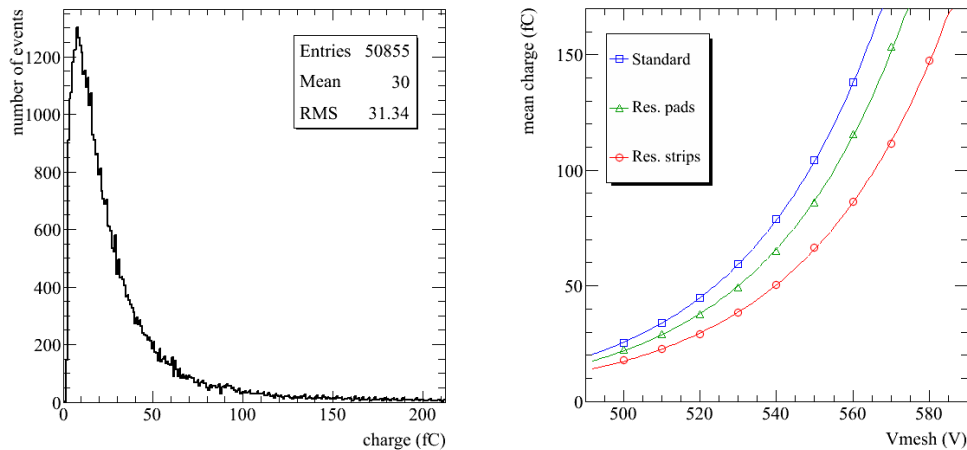 number of events
1200
1000
800
600
400
200
0
Entries 50855
Mean 30
RMS 31.34
0 50 100 150 200
charge (fC)
mean charge (fC)
150
100
50
0
Standard
Res. pads
Res. strips
500 520 540 560 580
Vmesh (V)